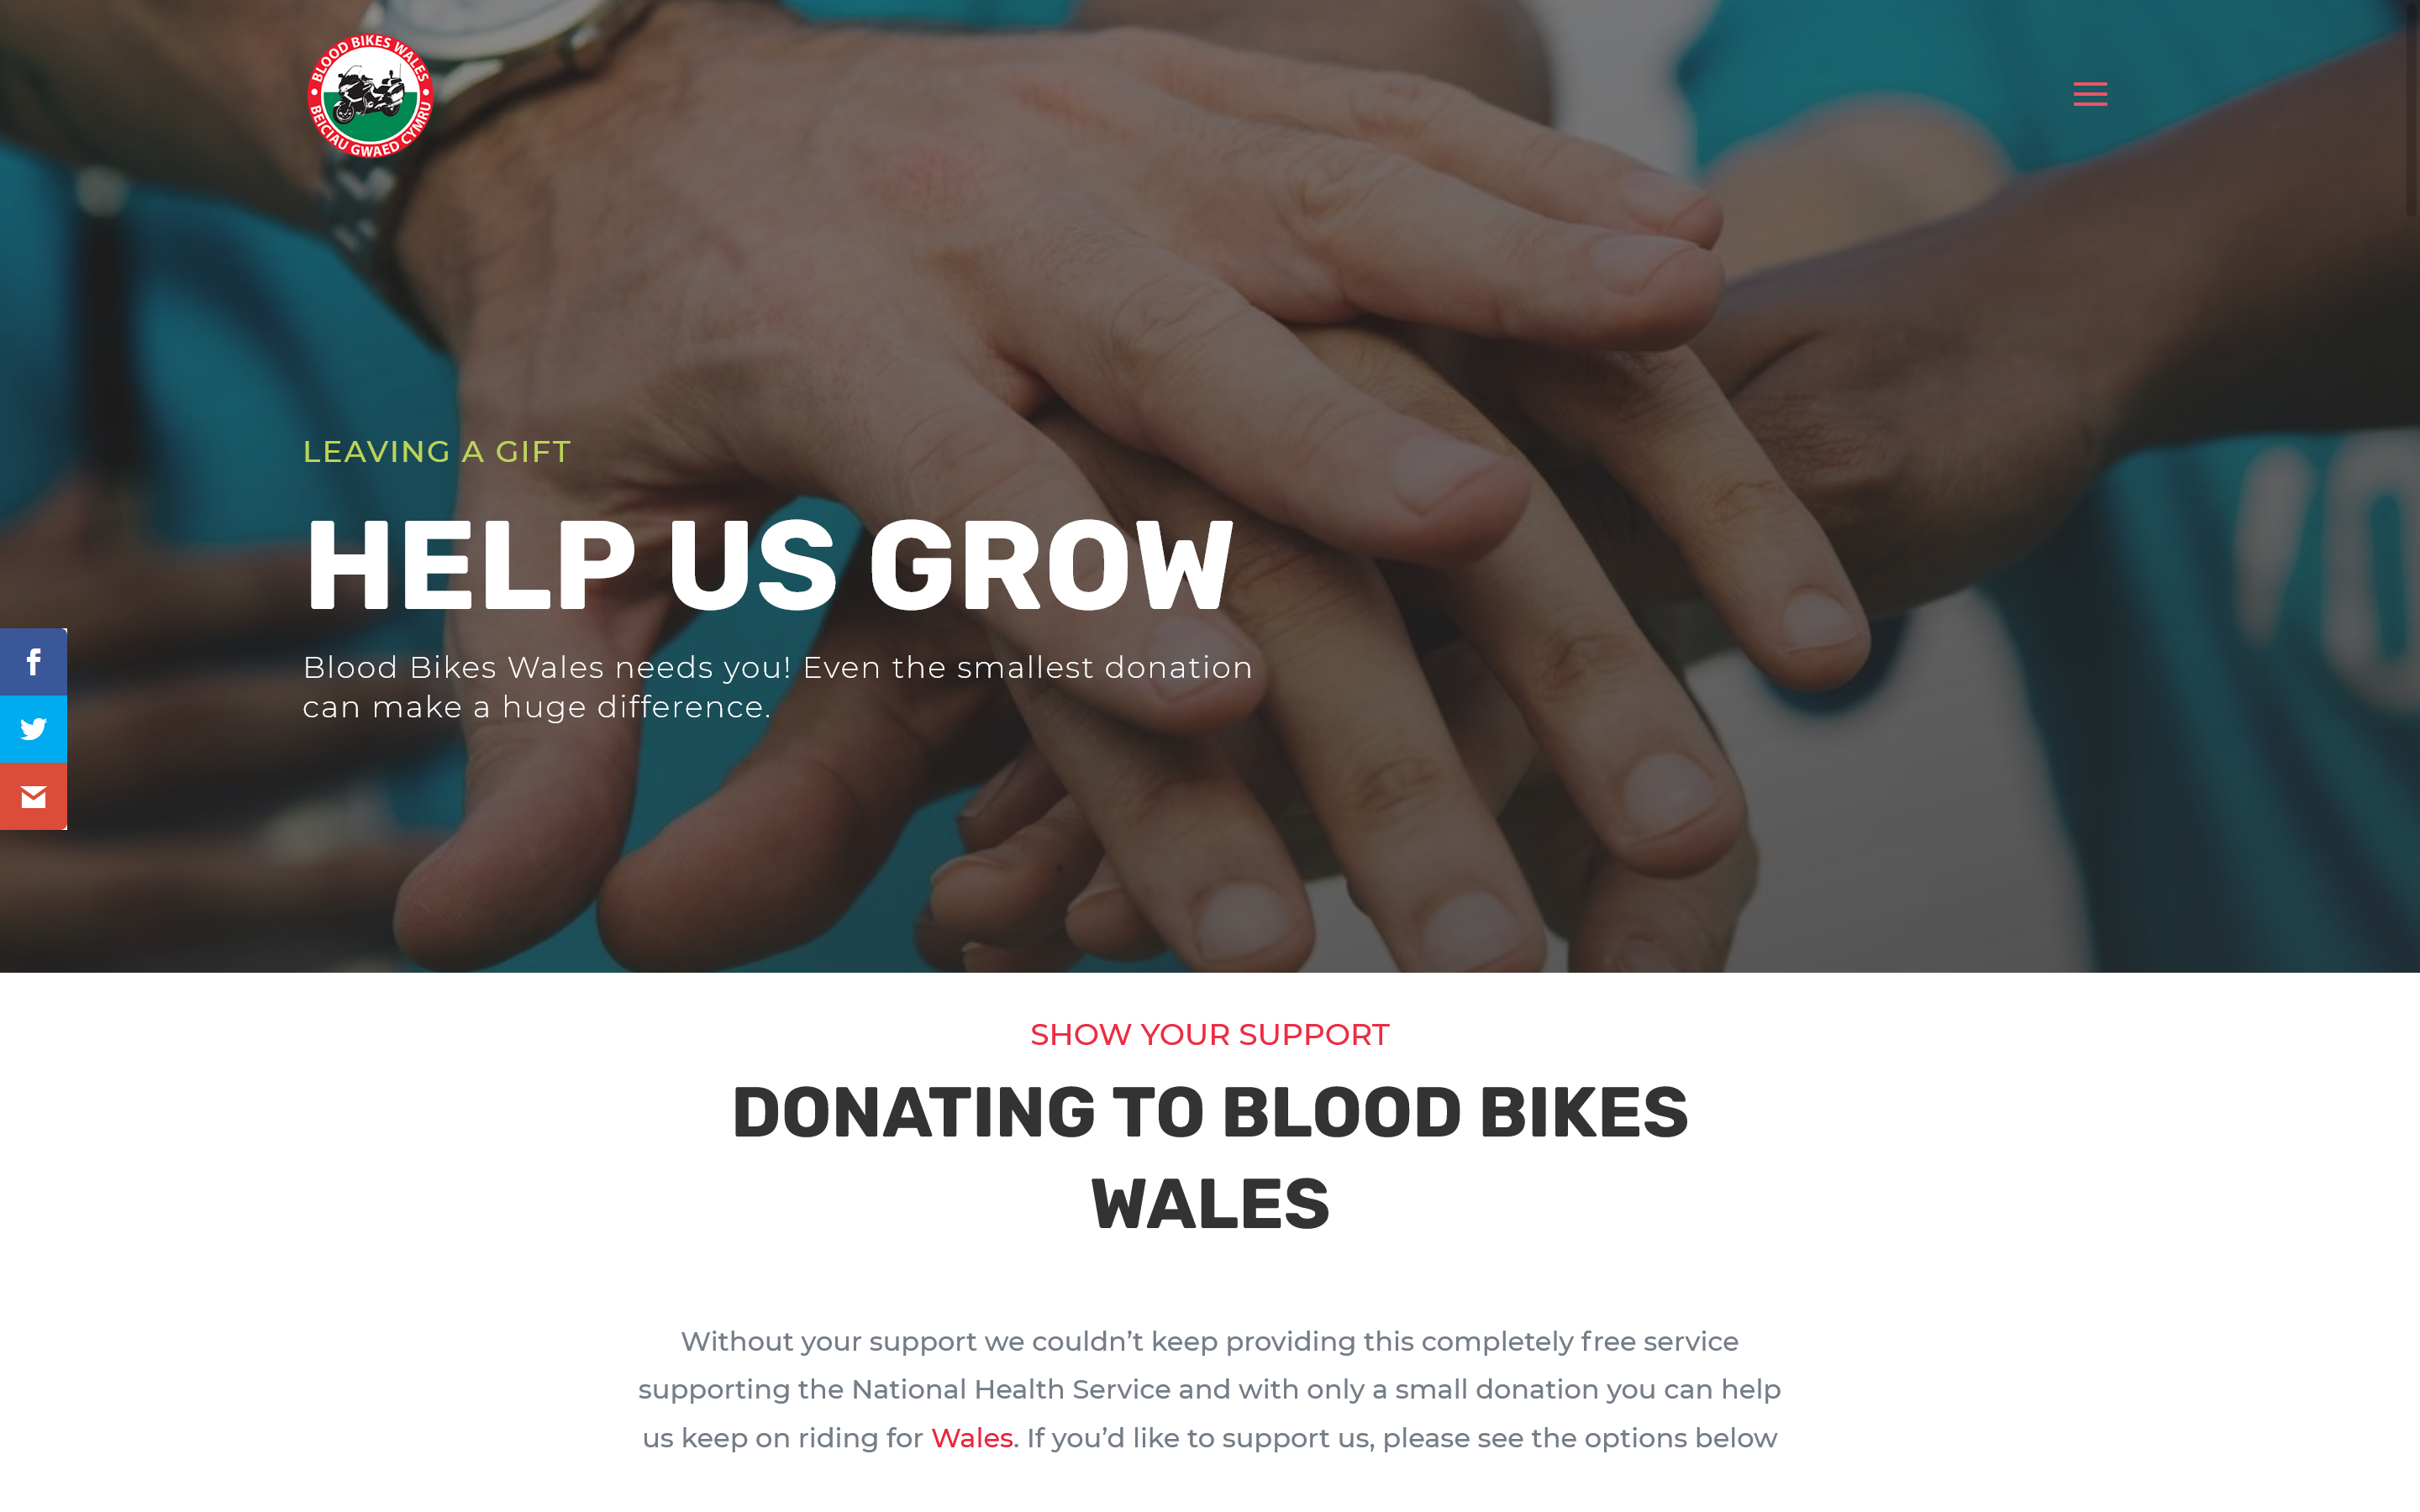 BLOOD BIKES WALES
BEICIAU GWAED CYMRU
LEAVING A GIFT
HELP US GROW
Blood Bikes Wales needs you! Even the smallest donation
can make a huge difference.
SHOW YOUR SUPPORT
DONATING TO BLOOD BIKES
WALES
Without your support we couldn’t keep providing this completely free service
supporting the National Health Service and with only a small donation you can help
us keep on riding for Wales. If you’d like to support us, please see the options below